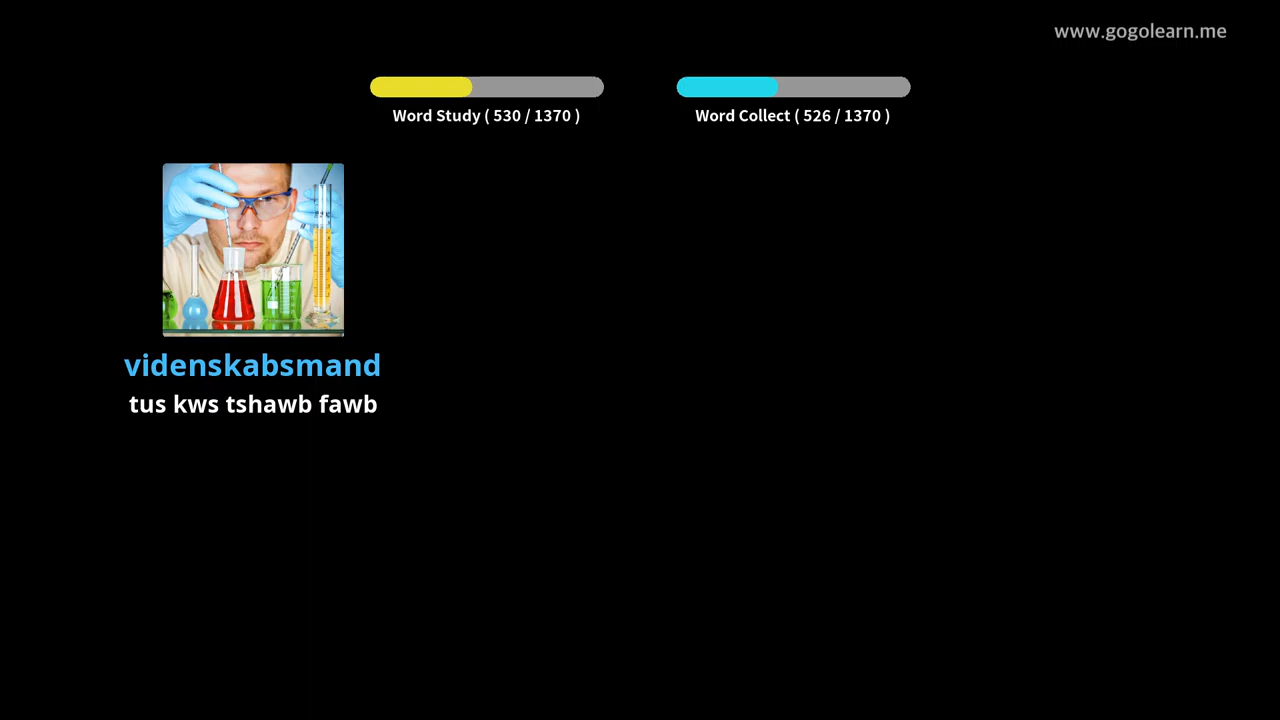 www.gogolearn.me
Word Study ( 530 / 1370 )
Word Collect ( 526 / 1370 )
videnskabsmand
tus kws tshawb fawb